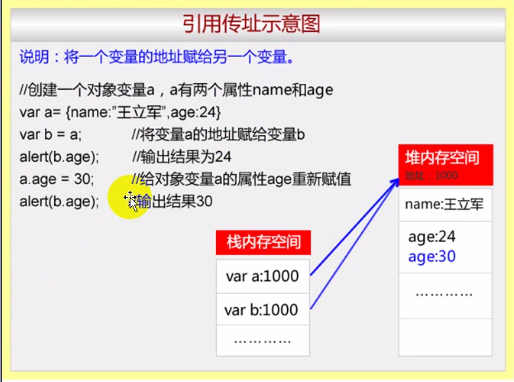 引用传址示意图
说明：将一个变量的地址赋给另一个变量。
//创建一个对象变量a，a有两个属性name和age
var a= {name:"王立军",age:24}
var b = a; //将变量a的地址赋给变量b
alert(b.age); //输出结果为24
a.age = 30; //给对象变量a的属性age重新赋值
alert(b.age); //输出结果30
栈内存空间
var a:1000
var b:1000
…………
堆内存空间
地址：1000
name:王立军
age:24
age:30
…………